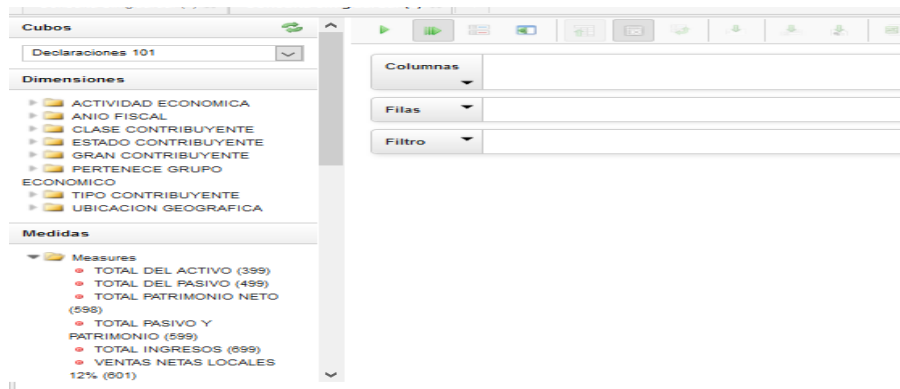 Cubos
Declaraciones 101
Dimensiones
ACTIVIDAD ECONOMICA
ANIO FISCAL
CLASE CONTRIBUYENTE
ESTADO CONTRIBUYENTE
GRAN CONTRIBUYENTE
PERTENECE GRUPO
ECONOMICO
TIPO CONTRIBUYENTE
UBICACION GEOGRAFICA
Medidas
Measures
TOTAL DEL ACTIVO (399)
TOTAL DEL PASIVO (499)
TOTAL PATRIMONIO NETO
(598)
TOTAL PASIVO Y
PATRIMONIO (599)
TOTAL INGRESOS (699)
VENTAS NETAS LOCALES
12% (601)
Columnas
Filas
Filtro